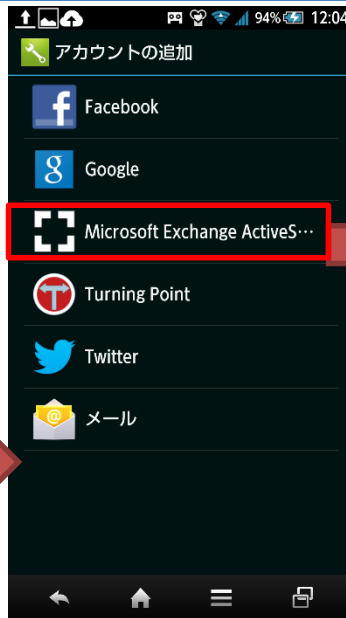 94% 12:04
アカウントの追加
Facebook
Google
Microsoft Exchange ActiveS…
Turning Point
Twitter
メール